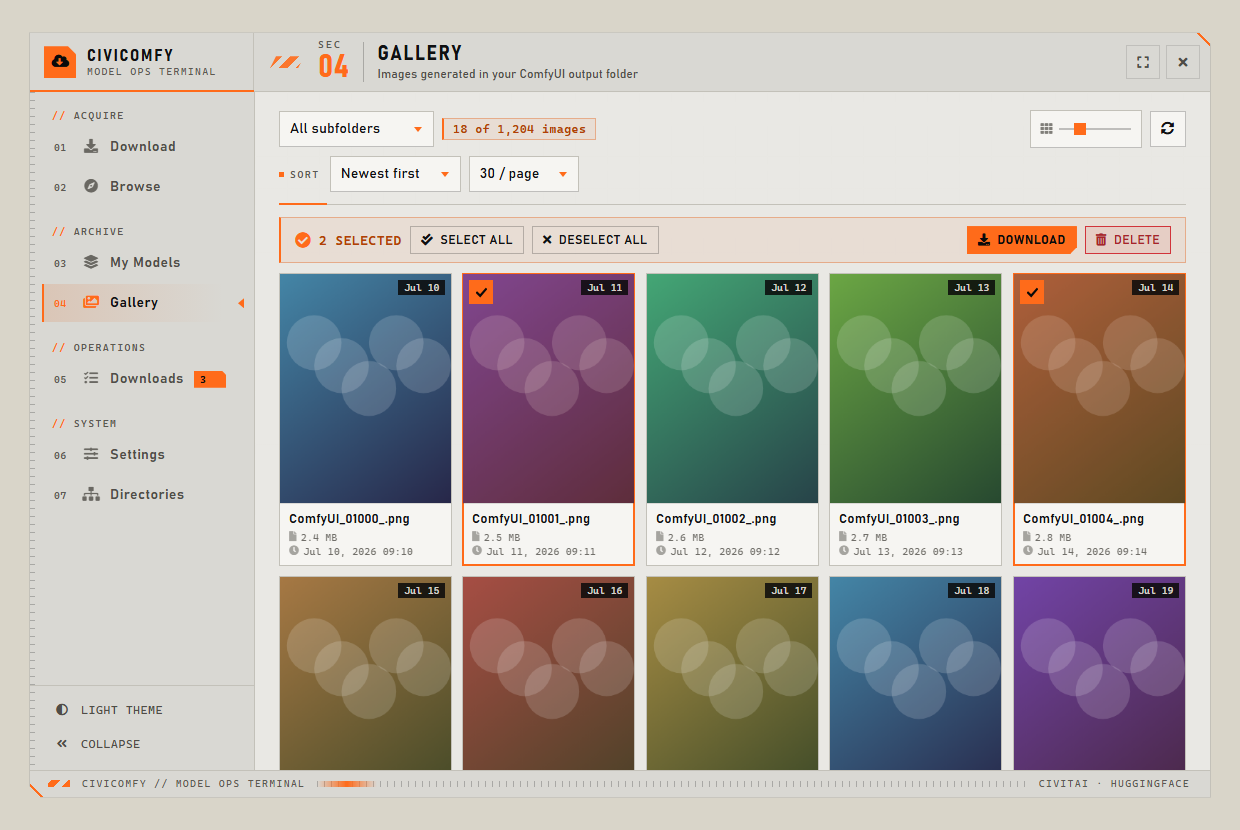 CIVICOMFY
MODEL OPS TERMINAL
SEC
04
GALLERY
Images generated in your ComfyUI output folder
// ACQUIRE
01 Download
02 Browse
// ARCHIVE
03 My Models
04 Gallery
// OPERATIONS
05 Downloads 3
// SYSTEM
06 Settings
07 Directories
LIGHT THEME
COLLAPSE
All subfolders
18 of 1,204 images
SORT Newest first 30 / page
2 SELECTED SELECT ALL DESELECT ALL DOWNLOAD DELETE
Jul 10
ComfyUI_01000_.png
2.4 MB
Jul 10, 2026 09:10
Jul 11
ComfyUI_01001_.png
2.5 MB
Jul 11, 2026 09:11
Jul 12
ComfyUI_01002_.png
2.6 MB
Jul 12, 2026 09:12
Jul 13
ComfyUI_01003_.png
2.7 MB
Jul 13, 2026 09:13
Jul 14
ComfyUI_01004_.png
2.8 MB
Jul 14, 2026 09:14
Jul 15
Jul 16
Jul 17
Jul 18
Jul 19
CIVICOMFY // MODEL OPS TERMINAL
CIVITAI · HUGGINGFACE